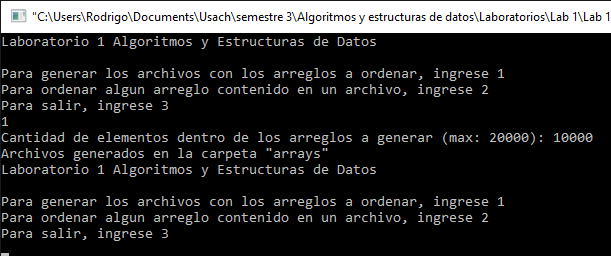 "C:\Users\Rodrigo\Documents\Usach\semestre 3\Algoritmos y estructuras de datos\Laboratorios\Lab 1\Lab 1
Laboratorio 1 Algoritmos y Estructuras de Datos
Para generar los archivos con los arreglos a ordenar, ingrese 1
Para ordenar algun arreglo contenido en un archivo, ingrese 2
Para salir, ingrese 3
1
Cantidad de elementos dentro de los arreglos a generar (max: 20000): 10000
Archivos generados en la carpeta "arrays"
Laboratorio 1 Algoritmos y Estructuras de Datos
Para generar los archivos con los arreglos a ordenar, ingrese 1
Para ordenar algun arreglo contenido en un archivo, ingrese 2
Para salir, ingrese 3